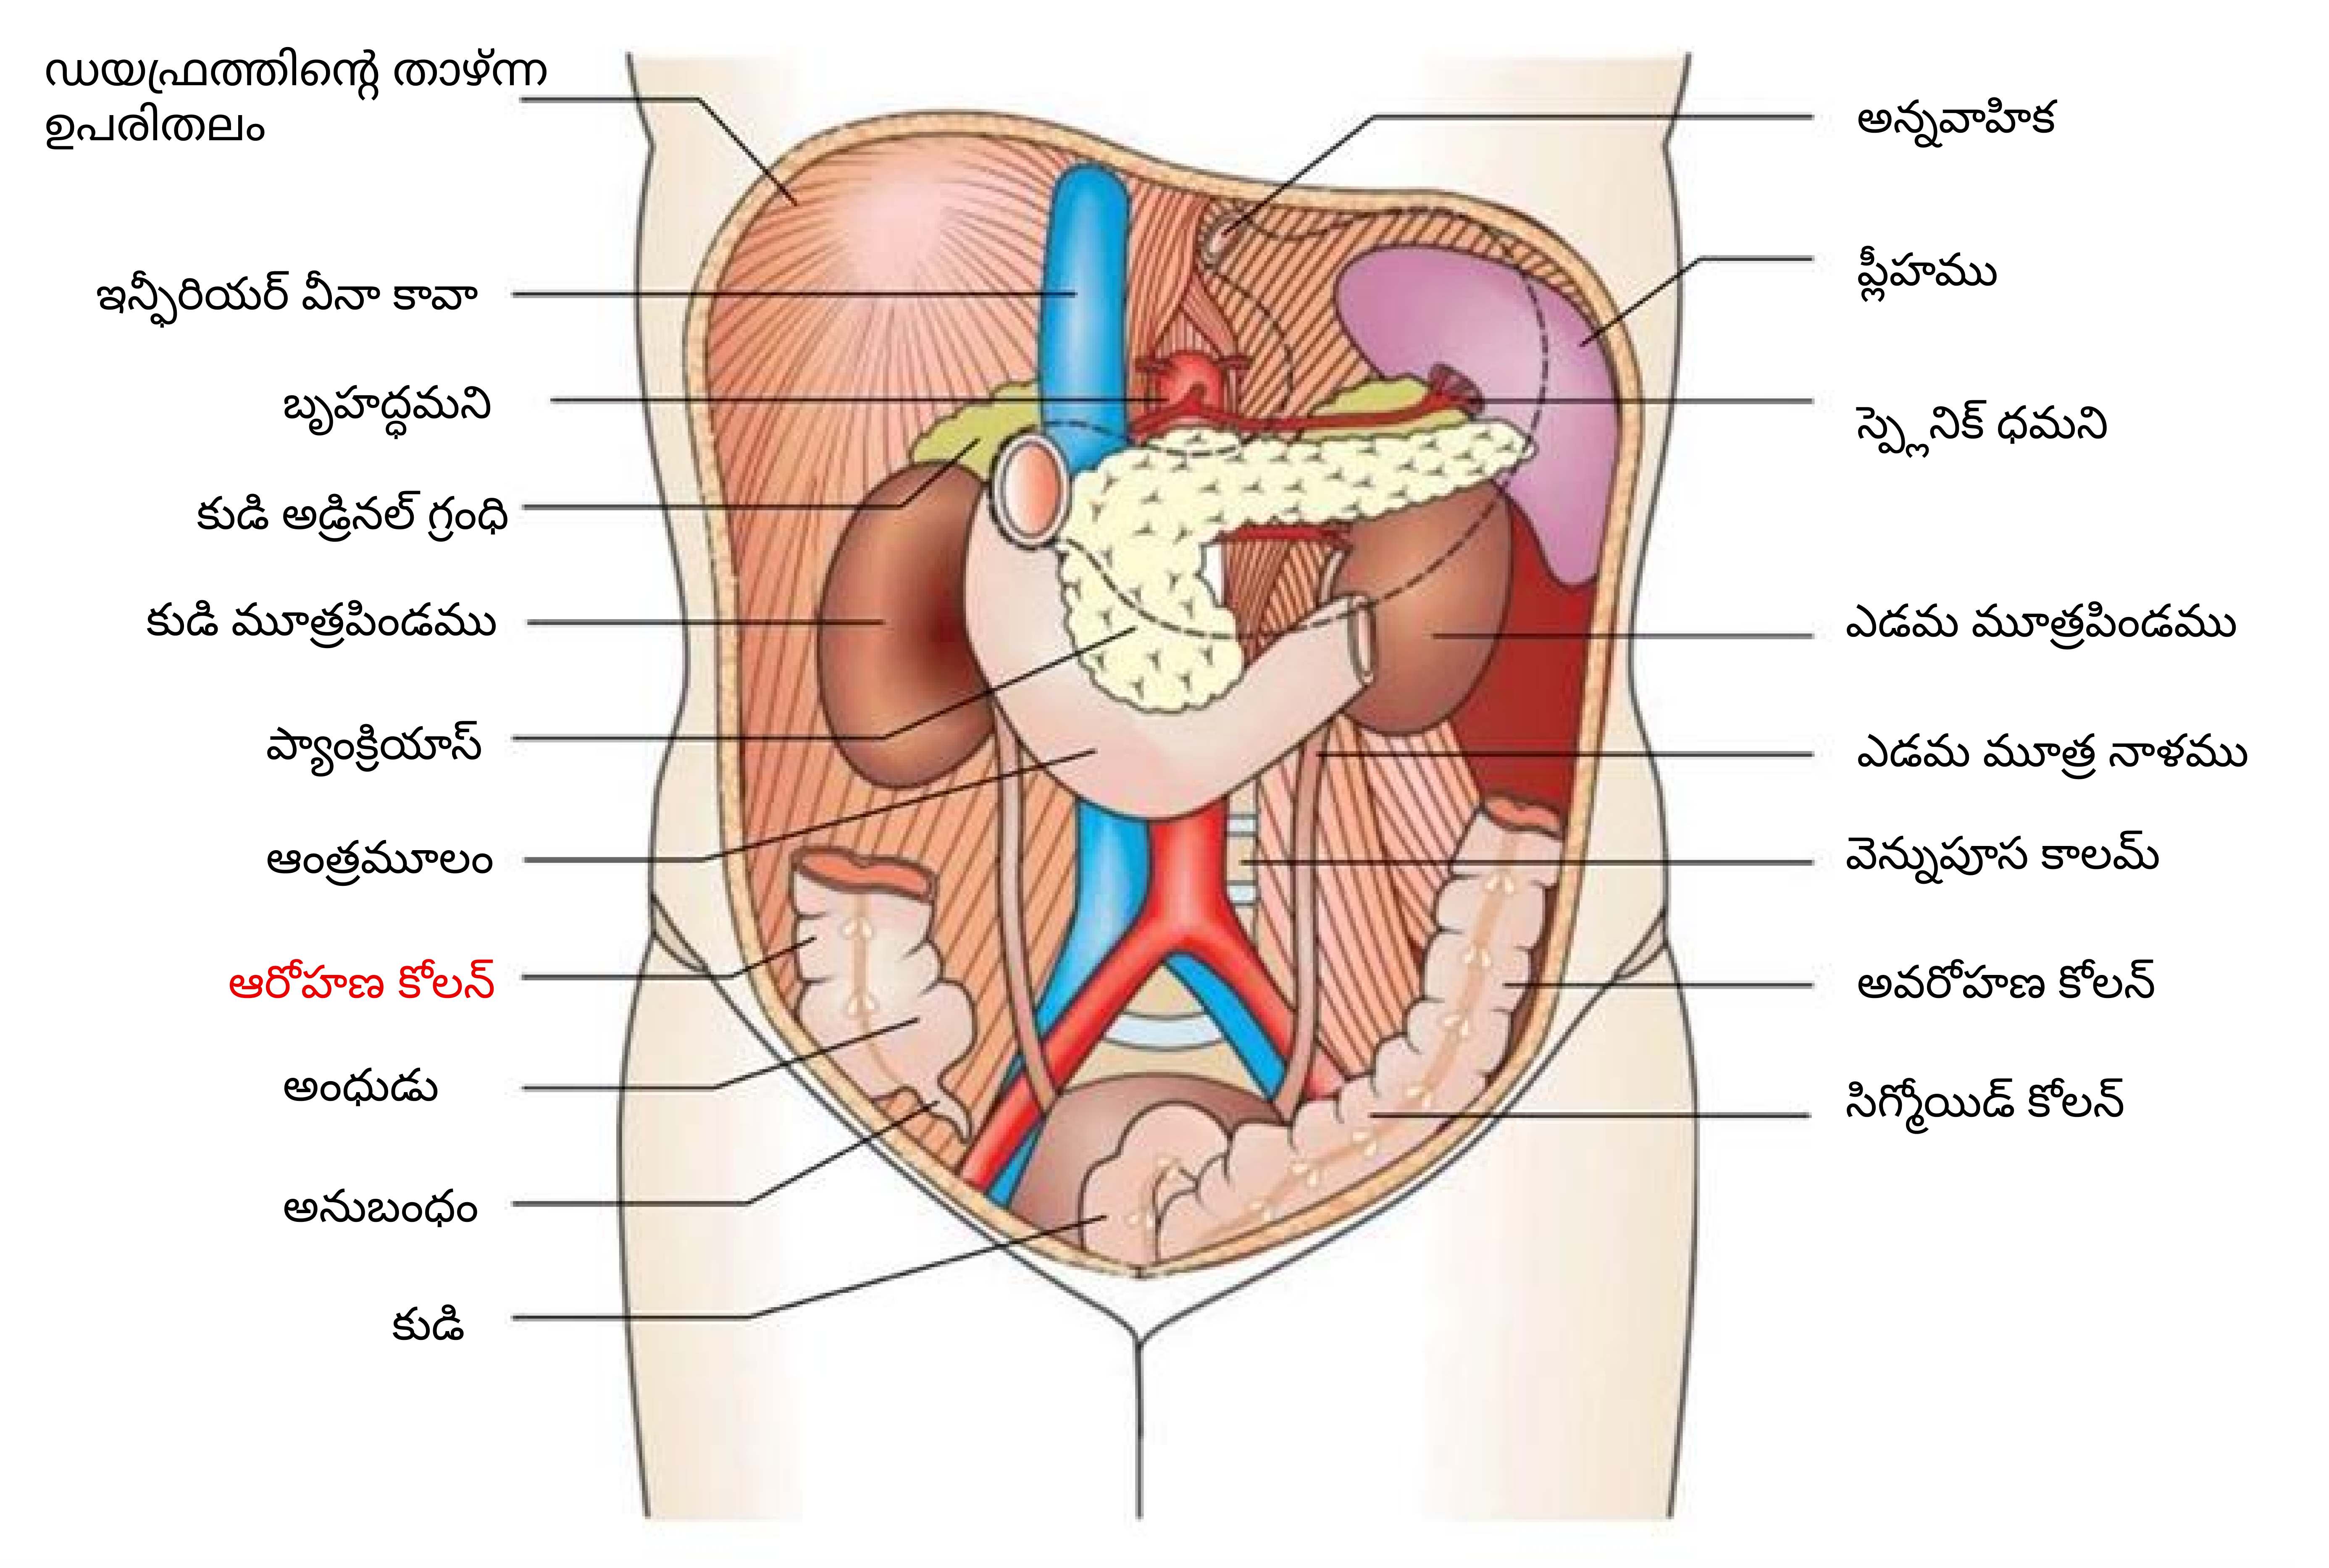 ഡയഫ്രത്തിന്റെ താഴ്ന്ന
ഉപരിതലം
ఇన్ఫీరియర్ వీనా కావా
బృహద్ధమని
కుడి అడ్రినల్ గ్రంధి
కుడి మూత్రపిండము
ప్యాంక్రియాస్
ఆంత్రమూలం
ఆరోహణ కోలన్
అంధుడు
అనుబంధం
కుడి
అన్నవాహిక
ప్లీహము
స్ప్లెనిక్ ధమని
ఎడమ మూత్రపిండము
ఎడమ మూత్ర నాళము
వెన్నుపూస కాలమ్
అవరోహణ కోలన్
సిగ్మోయిడ్ కోలన్